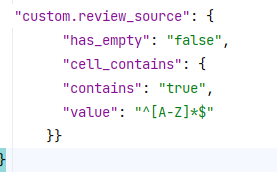 "custom.review_source": {
"has_empty": "false",
"cell_contains": {
"contains": "true",
"value": "^[A-Z]*$"
}}
}